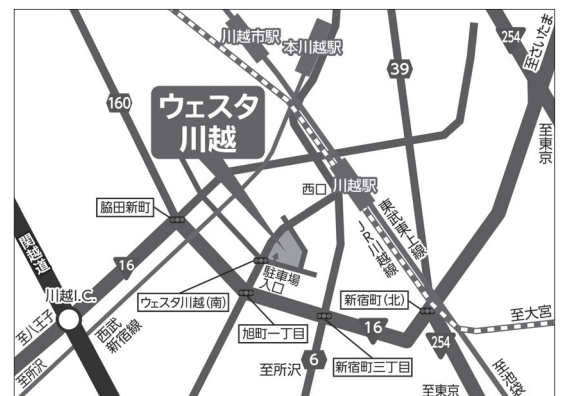 川越市駅
本川越駅
254
至さいたま
39
160
ウェスタ
川越
至東京
西口
川越駅
脇田新町
東武東上線
JR川越線
関越道
16
駐車場
入口
川越I.C.
ウェスタ川越(南)
新宿町(北)
至大宮
至八王子
西武
新宿線
旭町一丁目
16
254
至所沢
至所沢
6
新宿町三丁目
至池袋
至東京